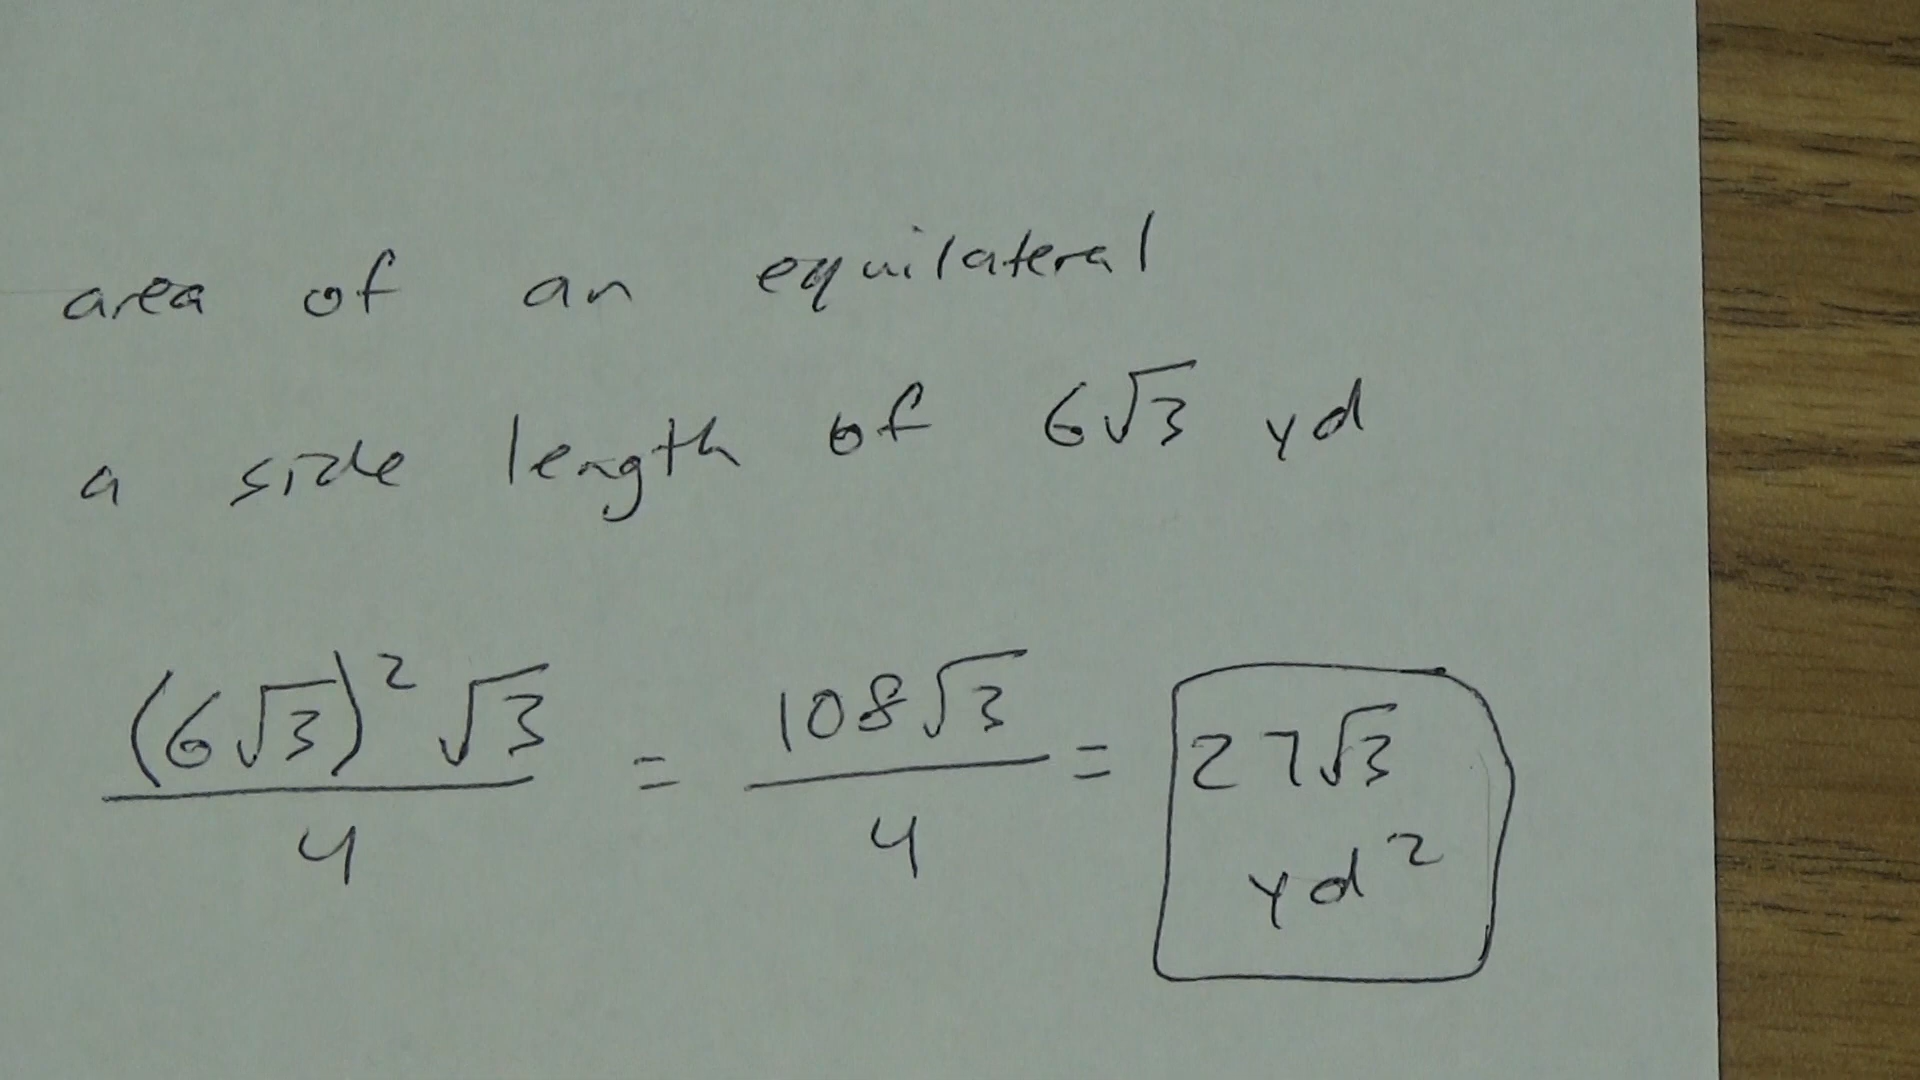 area of an equilateral
a side length of 6√3 yd
(6√3)²√3/4 = 108√3/4 = 27√3
yd²